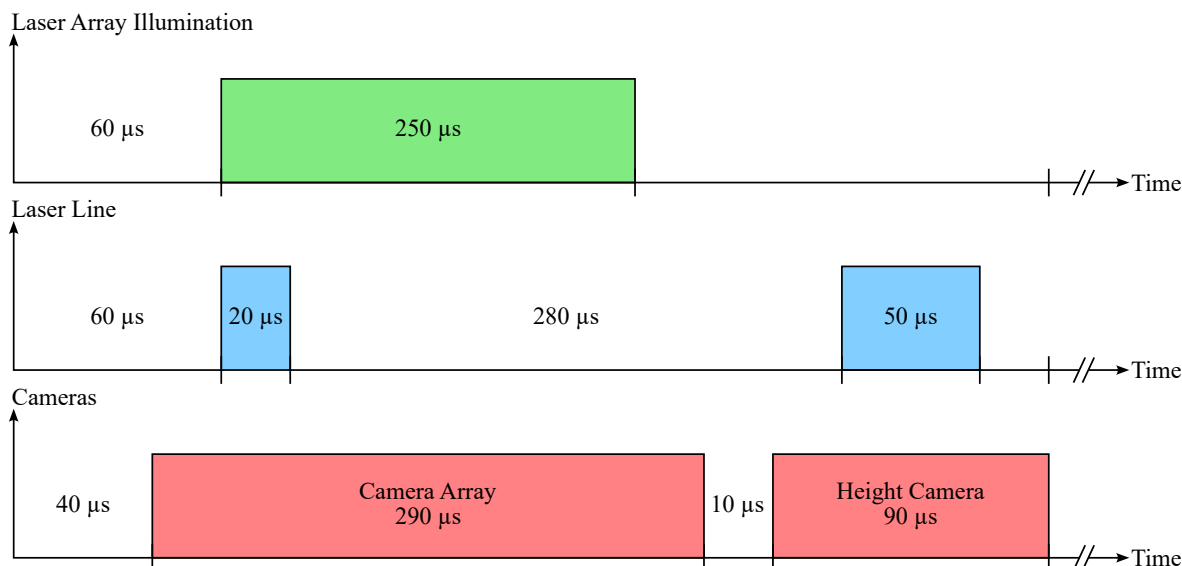 Laser Array Illumination
60 µs
250 µs
Time
Laser Line
60 µs
20 µs
280 µs
50 µs
Time
Cameras
40 µs
Camera Array
290 µs
10 µs
Height Camera
90 µs
Time